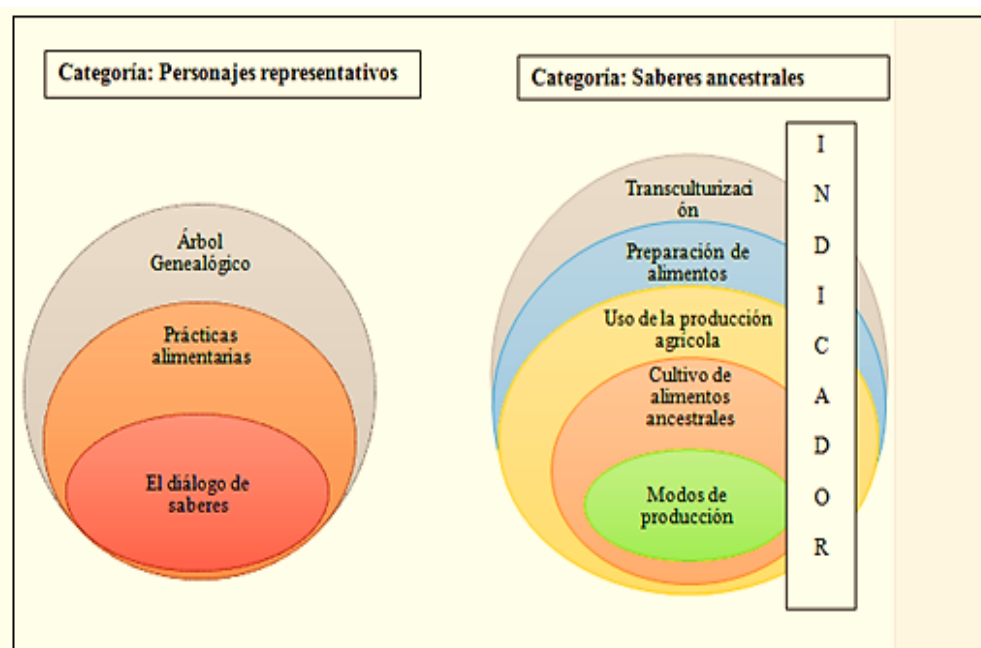 Categoría: Personajes representativos
Árbol
Genealógico
Prácticas
alimentarias
El diálogo de
saberes
Categoría: Saberes ancestrales
Transculturizaci
ón
Preparación de
alimentos
Uso de la producción
agrícola
Cultivo de
alimentos
ancestrales
Modos de
producción
I
N
D
I
C
A
D
O
R